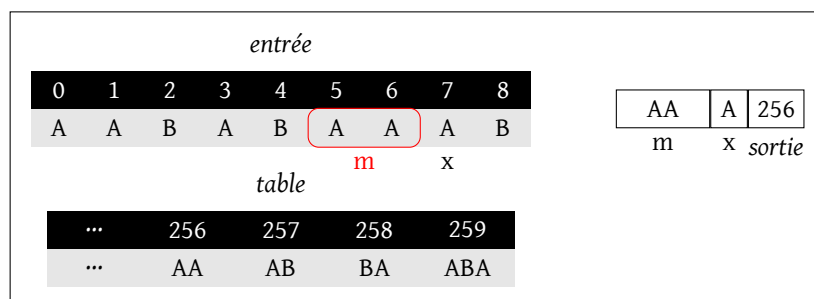 entrée
0 1 2 3 4 5 6 7 8
A A B A B A A A B
m x
table
... 256 257 258 259
... AA AB BA ABA
AA A 256
m x sortie